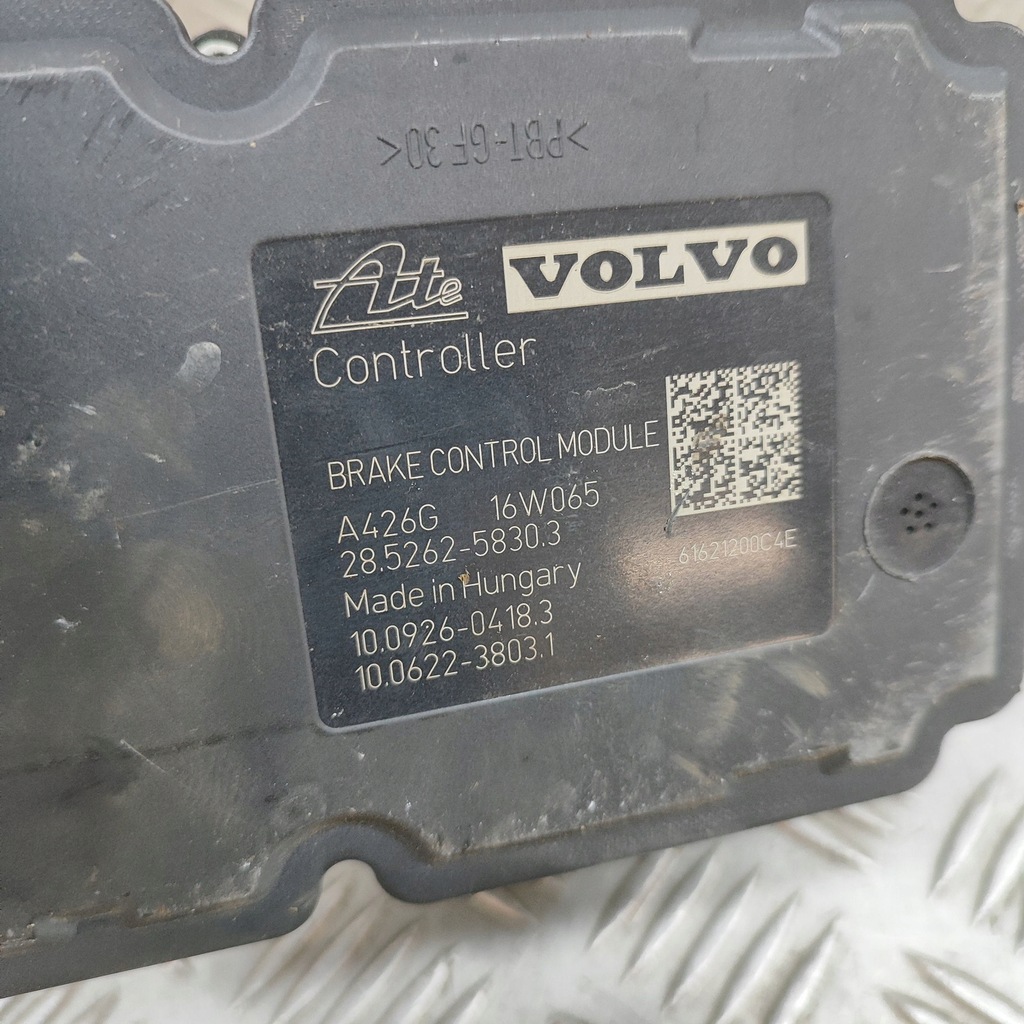 >PBT-GF30<
Ate VOLVO
Controller
BRAKE CONTROL MODULE
A426G 16W065
28.5262-5830.3
61621200C4E
Made in Hungary
10.0926-0418.3
10.0622-3803.1